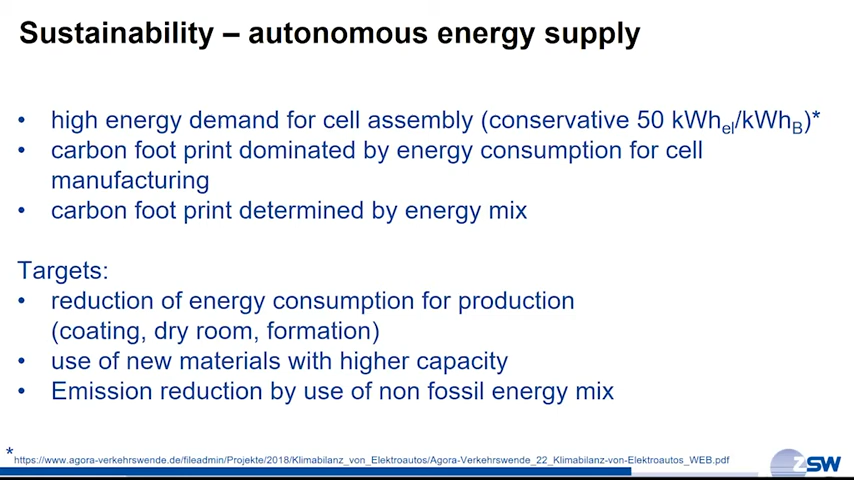 Sustainability – autonomous energy supply
• high energy demand for cell assembly (conservative 50 kWhel/kWhB)*
• carbon foot print dominated by energy consumption for cell
manufacturing
• carbon foot print determined by energy mix
Targets:
• reduction of energy consumption for production
(coating, dry room, formation)
• use of new materials with higher capacity
• Emission reduction by use of non fossil energy mix
*https://www.agora-verkehrswende.de/fileadmin/Projekte/2018/Klimabilanz_von_Elektroautos/Agora-Verkehrswende_22_Klimabilanz-von-Elektroautos_WEB.pdf
ZSW